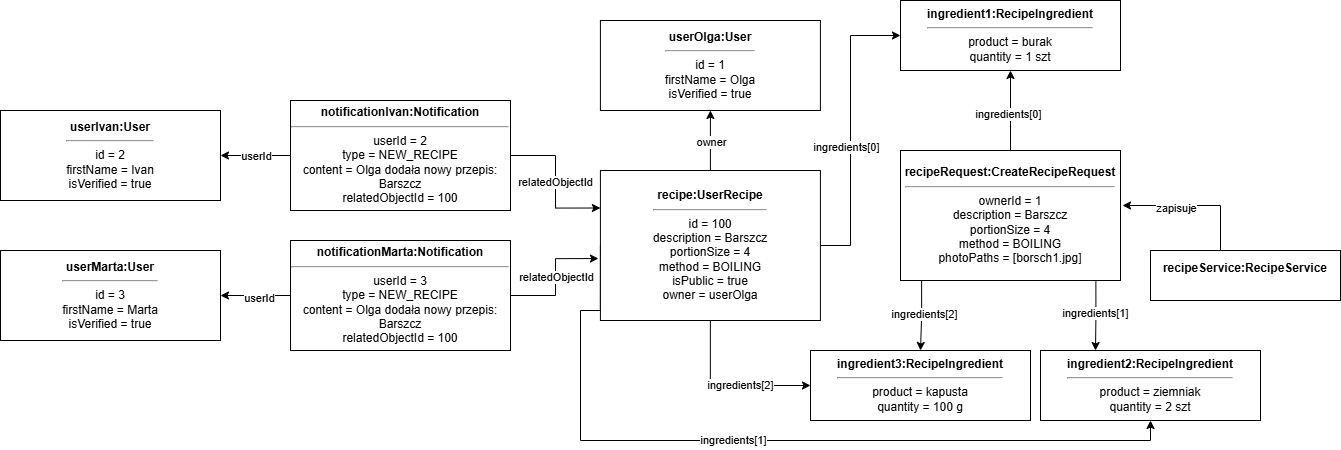 ingredient1:RecipeIngredient
product = burak
quantity = 1 szt
userOlga:User
id = 1
firstName = Olga
isVerified = true
userIvan:User
id = 2
firstName = Ivan
isVerified = true
userId
notificationIvan:Notification
userId = 2
type = NEW_RECIPE
content = Olga dodała nowy przepis:
Barszcz
relatedObjectId = 100
relatedObjectId
owner
ingredients[0]
ingredients[0]
recipe:UserRecipe
id = 100
description = Barszcz
portionSize = 4
method = BOILING
isPublic = true
owner = userOlga
recipeRequest:CreateRecipeRequest
ownerId = 1
description = Barszcz
portionSize = 4
method = BOILING
photoPaths = [borsch1.jpg]
zapisuje
recipeService:RecipeService
userMarta:User
id = 3
firstName = Marta
isVerified = true
userId
notificationMarta:Notification
userId = 3
type = NEW_RECIPE
content = Olga dodała nowy przepis:
Barszcz
relatedObjectId = 100
relatedObjectId
ingredients[2]
ingredients[1]
ingredients[2]
ingredient3:RecipeIngredient
product = kapusta
quantity = 100 g
ingredient2:RecipeIngredient
product = ziemniak
quantity = 2 szt
ingredients[1]